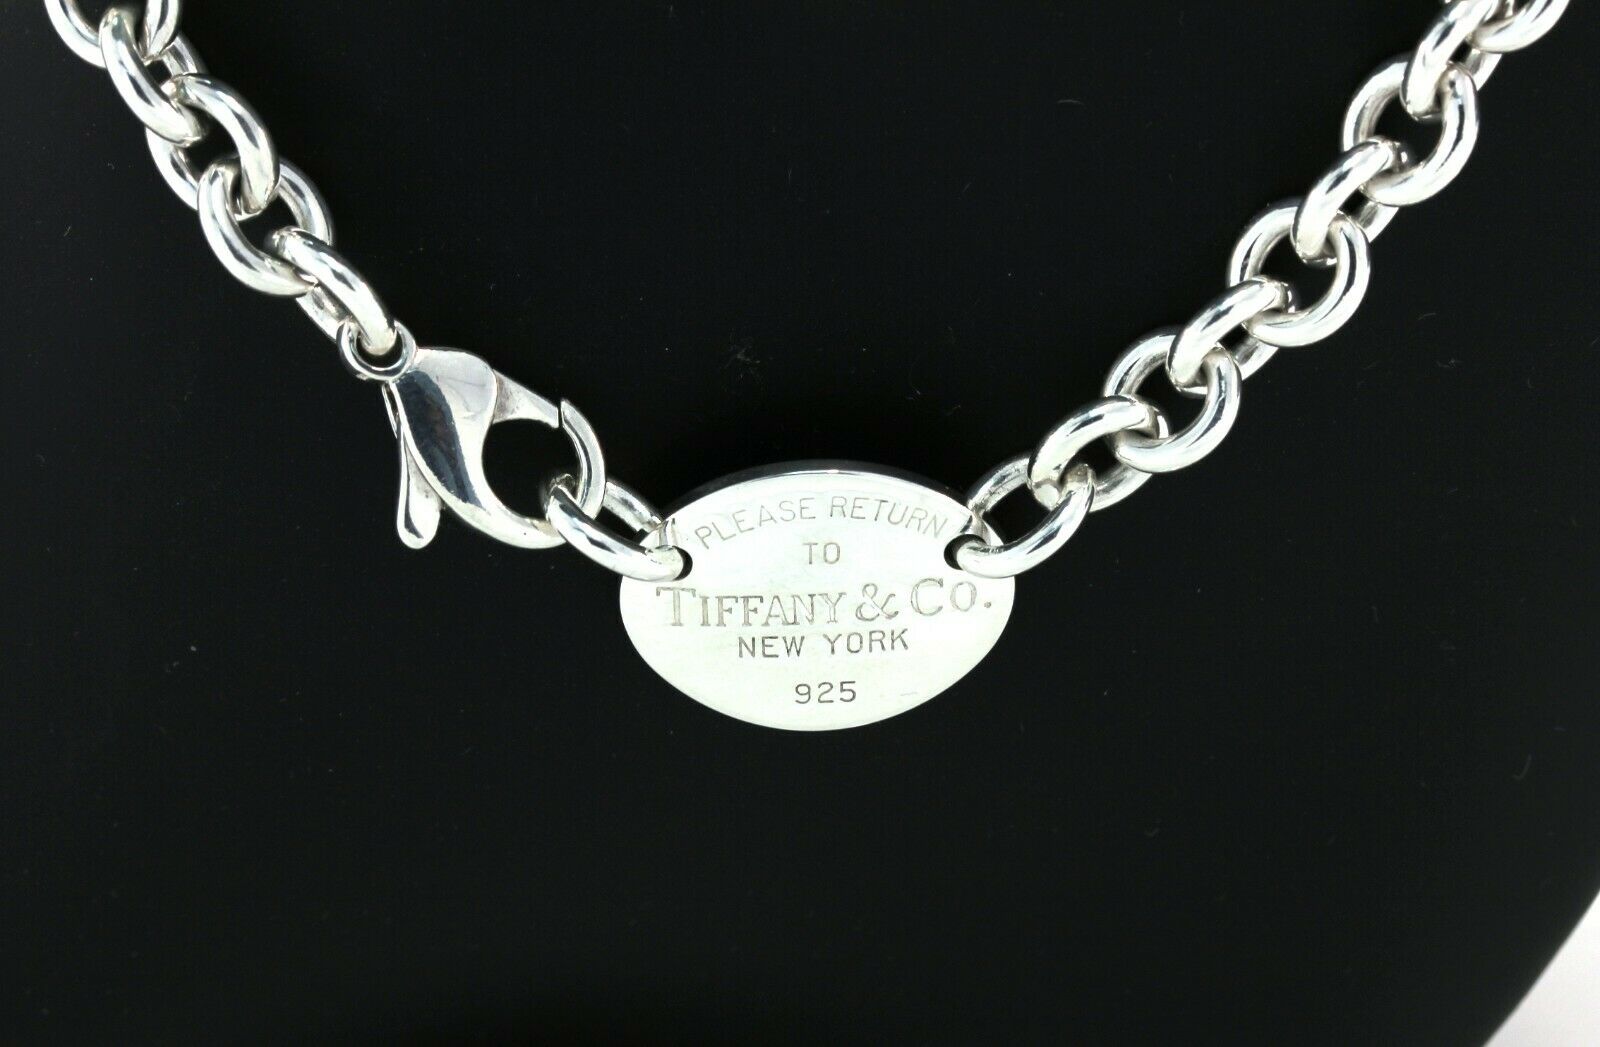 PLEASE RETURN
TO
TIFFANY & CO.
NEW YORK
925